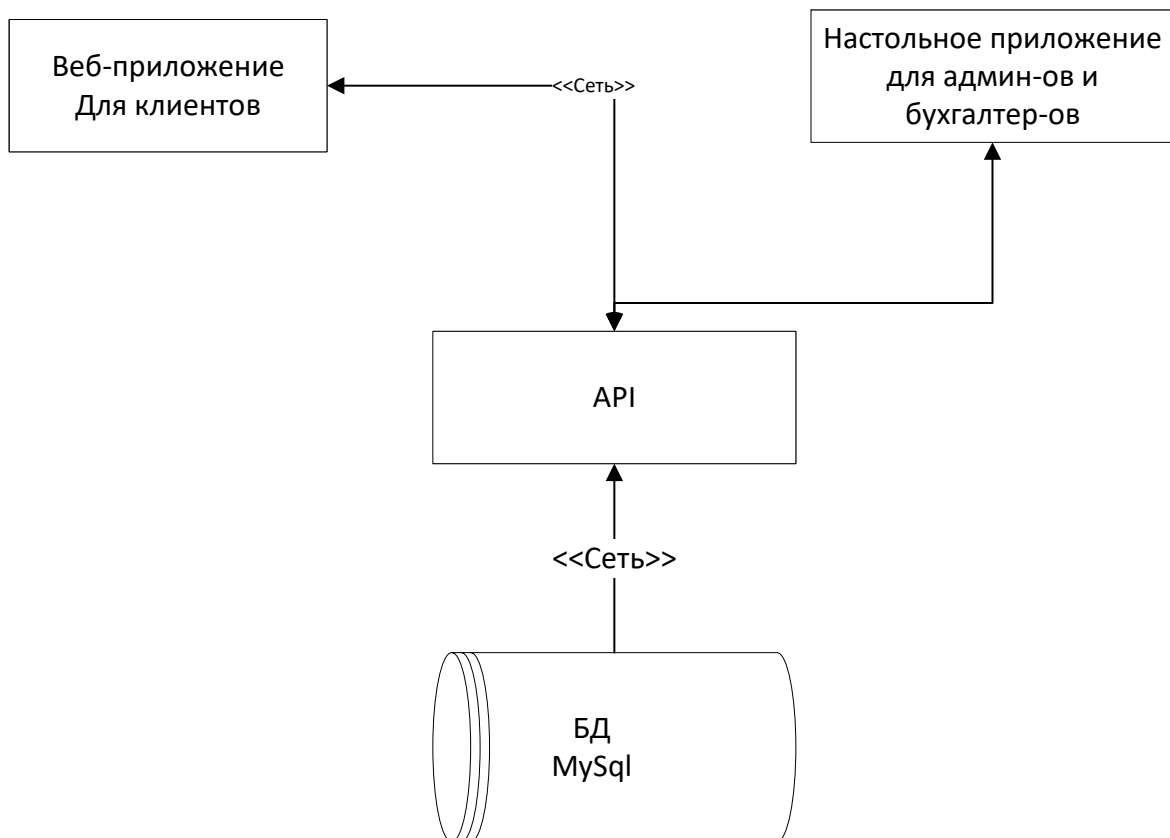 Веб-приложение
Для клиентов
<<Сеть>>
Настольное приложение
для админ-ов и
бухгалтер-ов
API
<<Сеть>>
БД
MySql